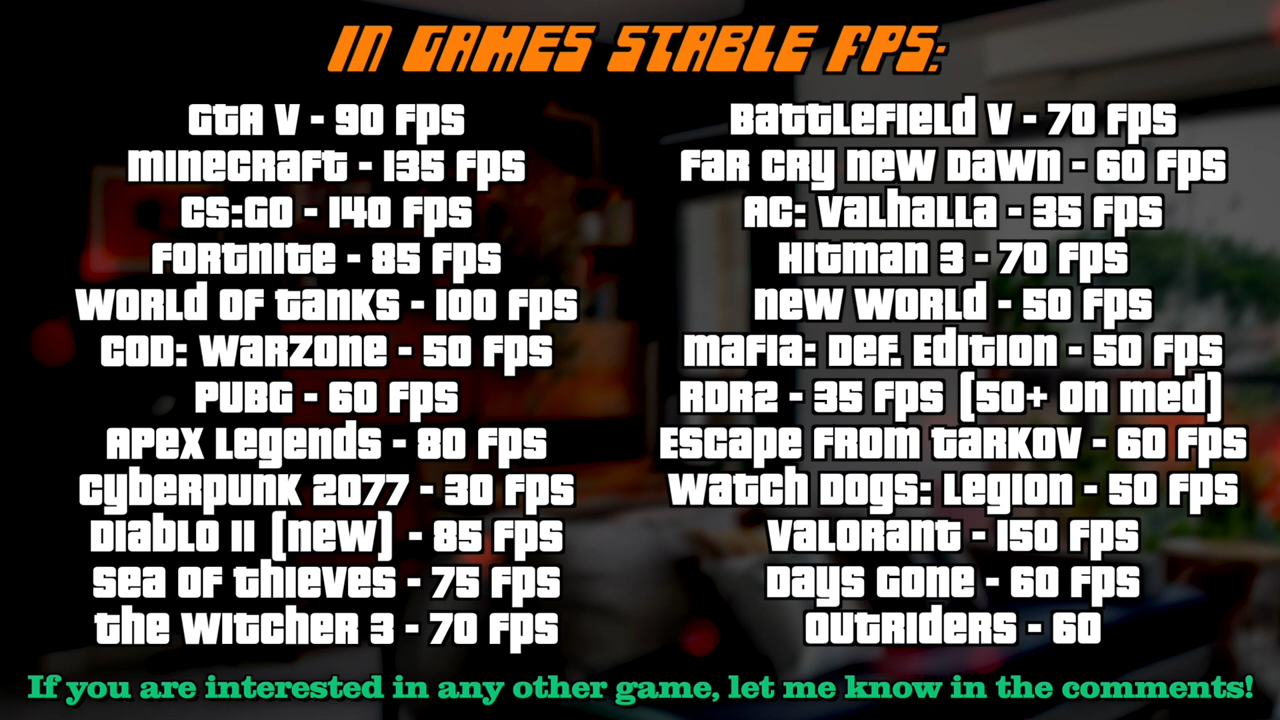 IN GAMES STABLE FPS:
GTA V - 90 FPS
MINECRAFT - 135 FPS
CS:GO - 140 FPS
FORTNITE - 85 FPS
WORLD OF TANKS - 100 FPS
COD: WARZONE - 50 FPS
PUBG - 60 FPS
APEX LEGENDS - 80 FPS
CYBERPUNK 2077 - 30 FPS
DIABLO II (NEW) - 85 FPS
SEA OF THIEVES - 75 FPS
THE WITCHER 3 - 70 FPS
BATTLEFIELD V - 70 FPS
FAR CRY NEW DAWN - 60 FPS
AC: VALHALLA - 35 FPS
HITMAN 3 - 70 FPS
NEW WORLD - 50 FPS
MAFIA: DEF. EDITION - 50 FPS
RDR2 - 35 FPS (50+ ON MED)
ESCAPE FROM TARKOV - 60 FPS
WATCH DOGS: LEGION - 50 FPS
VALORANT - 150 FPS
DAYS GONE - 60 FPS
OUTRIDERS - 60
If you are interested in any other game, let me know in the comments!